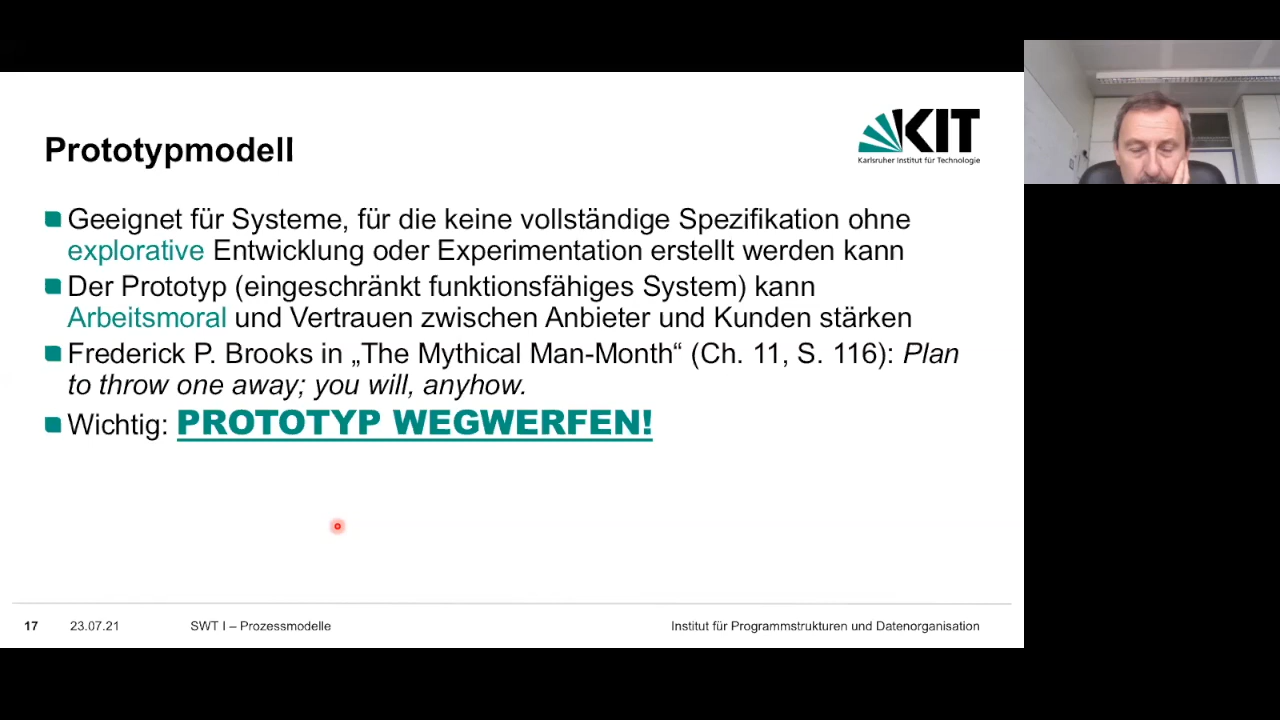 Prototypmodell
KIT
Karlsruher Institut für Technologie
Geeignet für Systeme, für die keine vollständige Spezifikation ohne
explorative Entwicklung oder Experimentation erstellt werden kann
Der Prototyp (eingeschränkt funktionsfähiges System) kann
Arbeitsmoral und Vertrauen zwischen Anbieter und Kunden stärken
Frederick P. Brooks in „The Mythical Man-Month“ (Ch. 11, S. 116): Plan
to throw one away; you will, anyhow.
Wichtig: PROTOTYP WEGWERFEN!
17 23.07.21 SWT I – Prozessmodelle Institut für Programmstrukturen und Datenorganisation